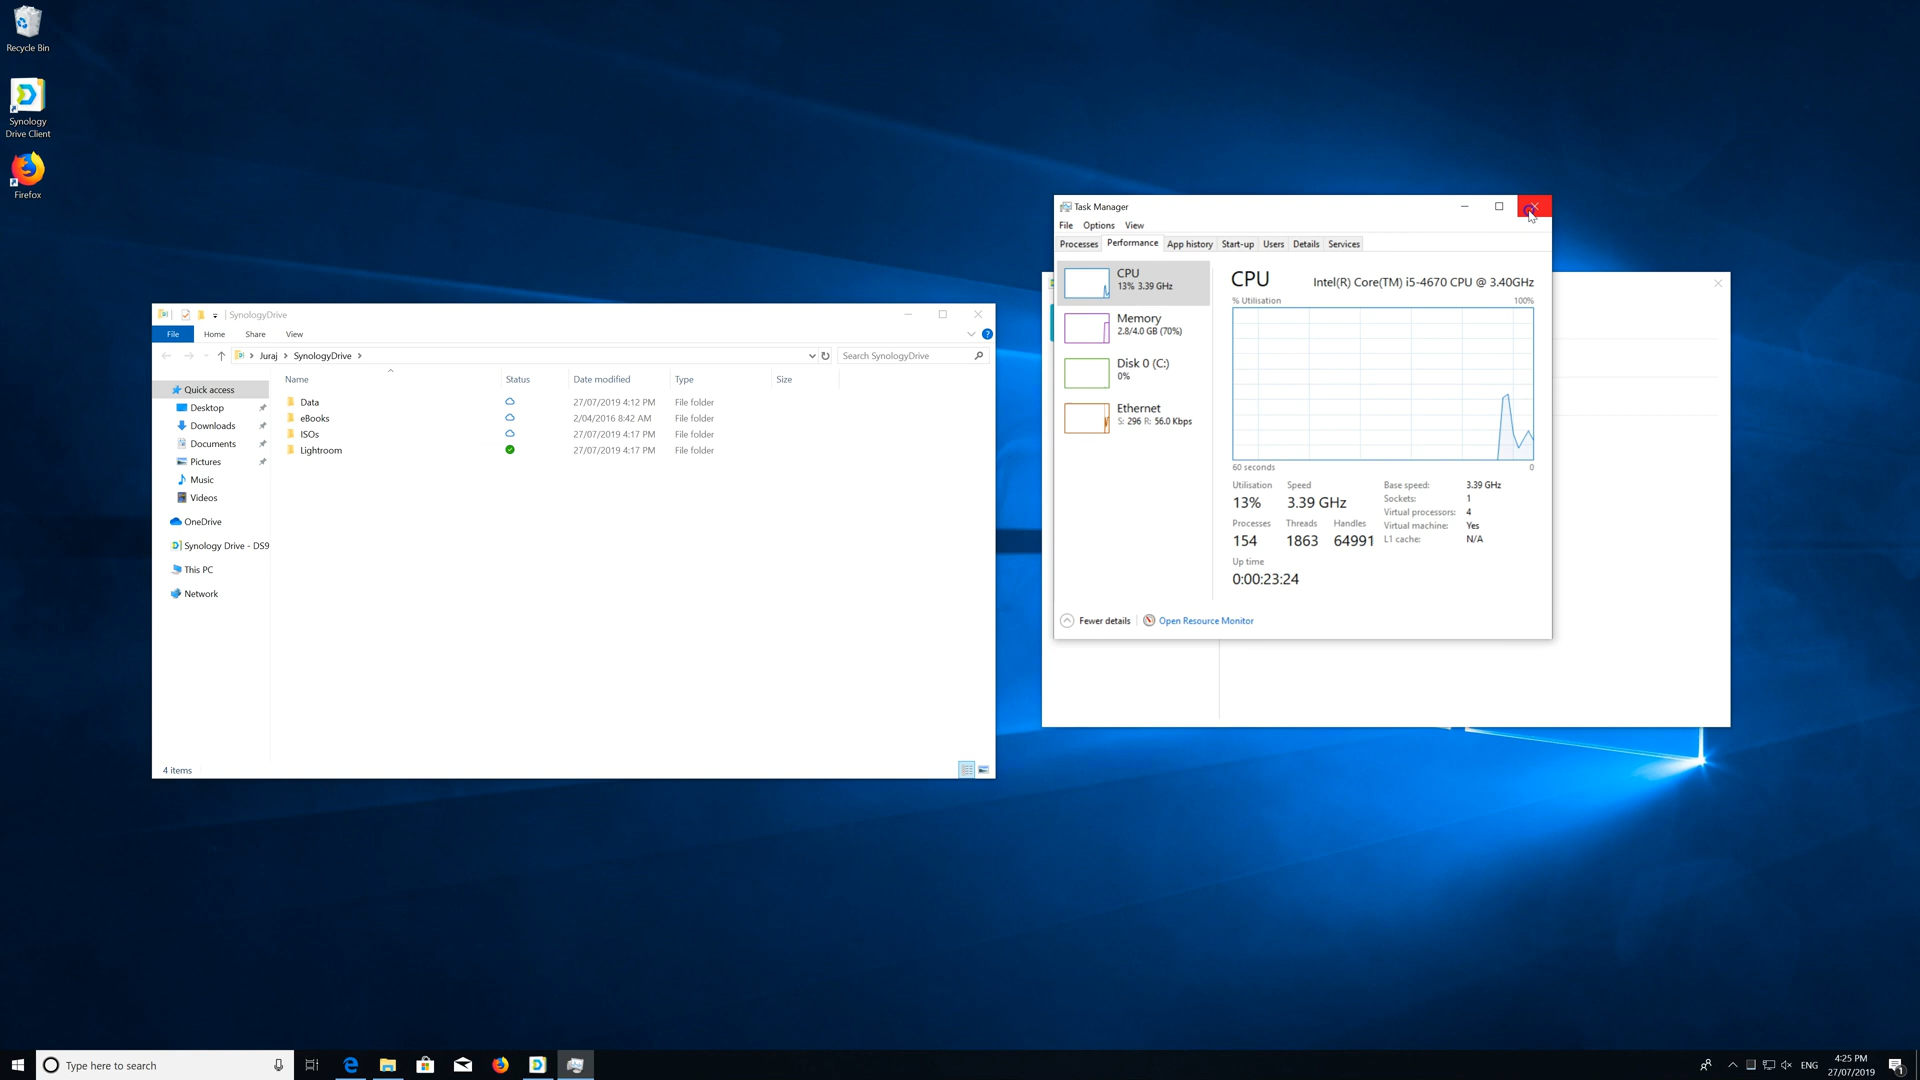 Recycle Bin
Synology
Drive Client
Firefox
SynologyDrive
File
Home
Share
View
Juraj
SynologyDrive
Search SynologyDrive
Name
Status
Date modified
Type
Size
Data
27/07/2019 4:12 PM
File folder
eBooks
2/04/2016 8:42 AM
File folder
ISOs
27/07/2019 4:17 PM
File folder
Lightroom
27/07/2019 4:17 PM
File folder
Quick access
Desktop
Downloads
Documents
Pictures
Music
Videos
OneDrive
Synology Drive - DS9
This PC
Network
4 items
Task Manager
File
Options
View
Processes
Performance
App history
Start-up
Users
Details
Services
CPU
13% 3.39 GHz
Memory
2.8/4.0 GB (70%)
Disk 0 (C:)
0%
Ethernet
S: 296 R: 56.0 Kbps
CPU
Intel(R) Core(TM) i5-4670 CPU @ 3.40GHz
% Utilisation
100%
60 seconds
0
Utilisation
Speed
13%
3.39 GHz
Processes
Threads
Handles
154
1863
64991
Up time
0:00:23:24
Base speed:
3.39 GHz
Sockets:
1
Virtual processors:
4
Virtual machine:
Yes
L1 cache:
N/A
Fewer details
Open Resource Monitor
Type here to search
ENG
4:25 PM
27/07/2019
1